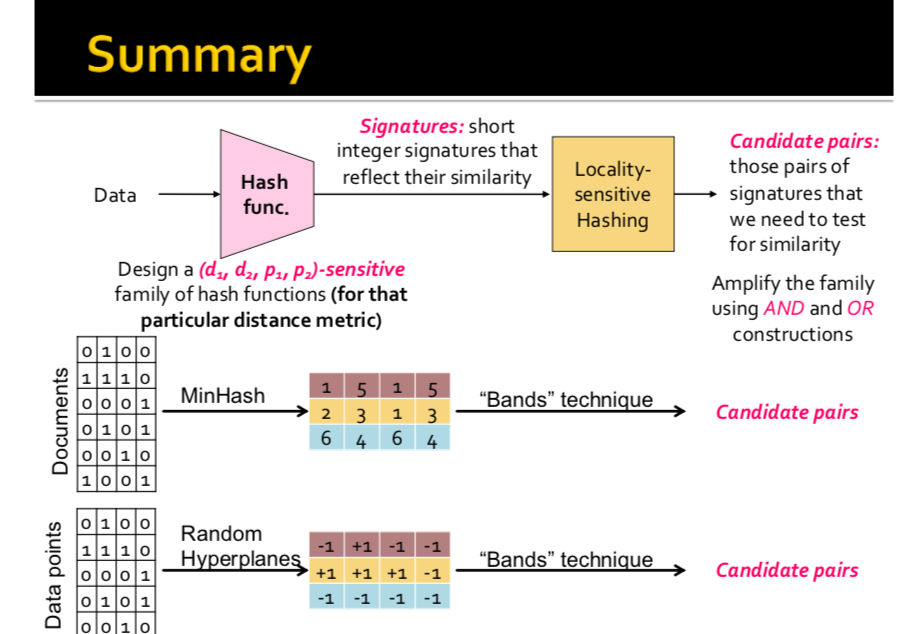 Summary
Signatures: short
integer signatures that
reflect their similarity
Candidate pairs:
those pairs of
signatures that
we need to test
for similarity
Data
Hash
func.
Locality-
sensitive
Hashing
Design a (d₁, d₂, p₁, p₂)-sensitive
family of hash functions (for that
particular distance metric)
Amplify the family
using AND and OR
constructions
Documents
0 1 0 0
1 1 1 0
0 0 0 1
0 1 0 1
0 0 1 0
1 0 0 1
MinHash
1 5 1 5
2 3 1 3
6 4 6 4
“Bands” technique
Candidate pairs
Data points
0 1 0 0
1 1 1 0
0 0 0 1
0 1 0 1
0 0 1 0
Random
Hyperplanes
-1 +1 -1 -1
+1 +1 +1 -1
-1 -1 -1 -1
“Bands” technique
Candidate pairs